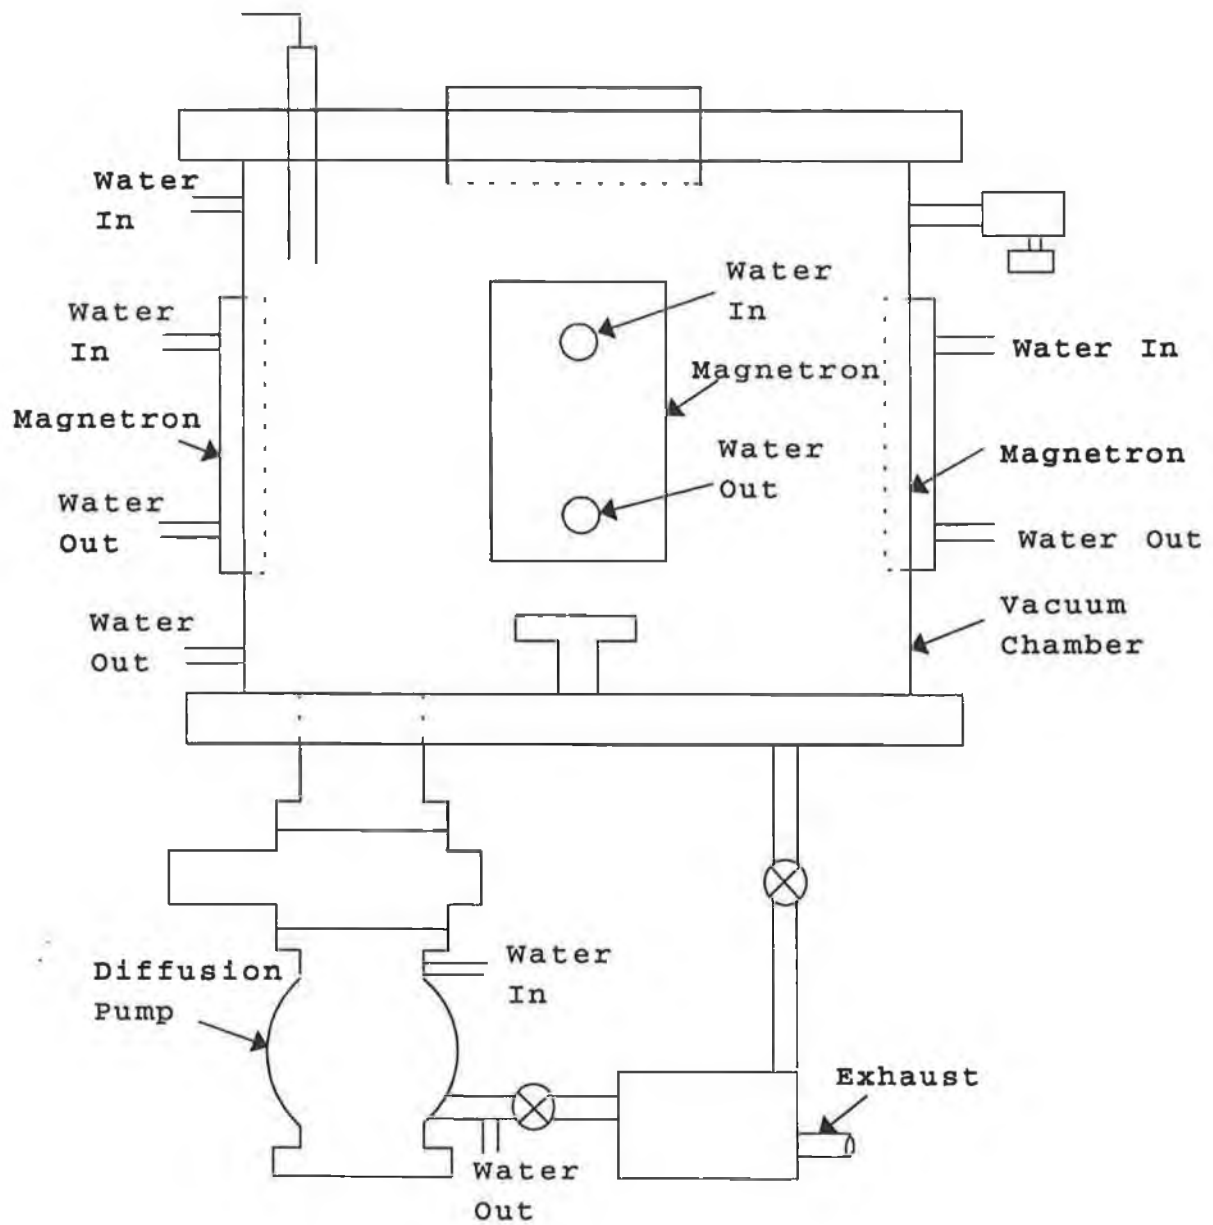 Water
In
Water
In
Water
In
Water In
Magnetron
Magnetron
Water
Out
Magnetron
Water
Out
Water Out
Water
Out
Vacuum
Chamber
Water
In
Diffusion
Pump
Exhaust
Water
Out